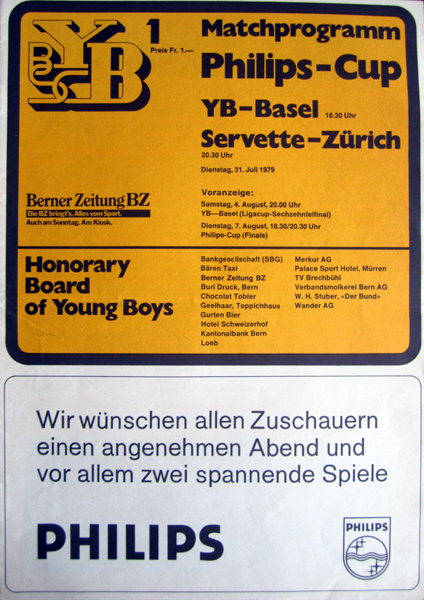 YB
BSC
1
Preis Fr. 1.—
Matchprogramm
Philips-Cup
YB-Basel 18.30 Uhr
Servette-Zürich
20.30 Uhr
Dienstag, 31. Juli 1979
Voranzeige:
Samstag, 4. August, 20.00 Uhr
YB—Basel (Ligacup-Sechzehntelfinal)
Dienstag, 7. August, 18.30/20.30 Uhr
Philips-Cup (Finals)
Berner Zeitung BZ
Die BZ bringt's. Alles vom Sport.
Auch am Sonntag. Am Kiosk.
Honorary
Board
of Young Boys
Bankgesellschaft (SBG)
Bären Taxi
Berner Zeitung BZ
Buri Druck, Bern
Chocolat Tobler
Geelhaar, Teppichhaus
Gurten Bier
Hotel Schweizerhof
Kantonalbank Bern
Loeb
Merkur AG
Palace Sport Hotel, Mürren
TV Brechbühl
Verbandsmolkerei Bern AG
W. H. Stuber, «Der Bund»
Wander AG
Wir wünschen allen Zuschauern
einen angenehmen Abend und
vor allem zwei spannende Spiele
PHILIPS
PHILIPS